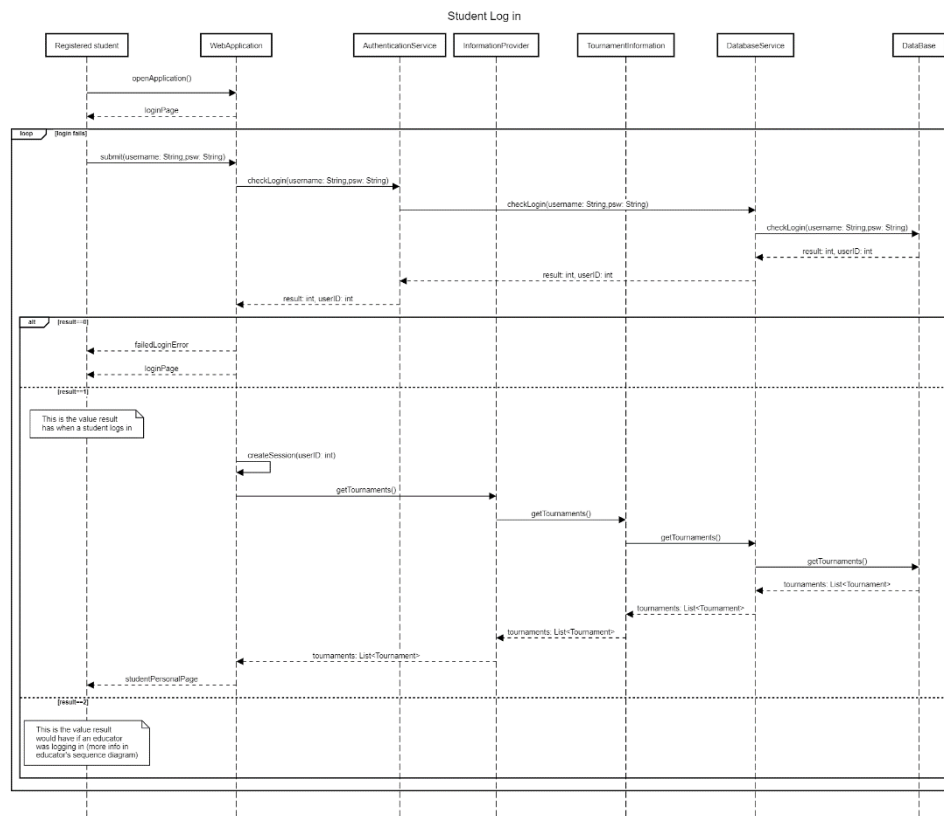 Student Log in
Registered student
WebApplication
AuthenticationService
InformationProvider
TournamentInformation
DatabaseService
DataBase
openApplication()
loginPage
loop
[login fails]
submit(username: String,psw: String)
checkLogin(username: String,psw: String)
checkLogin(username: String,psw: String)
checkLogin(username: String,psw: String)
result: int, userID: int
result: int, userID: int
result: int, userID: int
alt
[result==0]
failedLoginError
loginPage
[result==1]
This is the value result
has when a student logs in
createSession(userID: int)
getTournaments()
getTournaments()
getTournaments()
getTournaments()
tournaments: List<Tournament>
tournaments: List<Tournament>
tournaments: List<Tournament>
tournaments: List<Tournament>
studentPersonalPage
[result==2]
This is the value result
would have if an educator
was logging in (more info in
educator's sequence diagram)